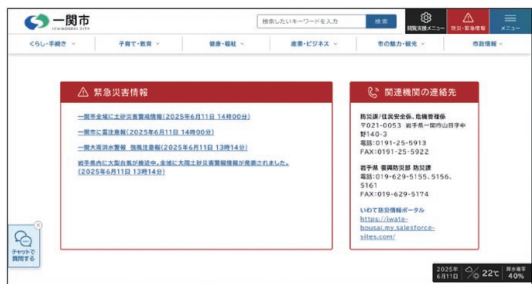 一関市
ICHINOSEKI CITY
検索したいキーワードを入力
検索
閲覧支援メニュー
防災・緊急情報
メニュー
くらし・手続き
子育て・教育
健康・福祉
産業・ビジネス
市の魅力・観光
市政情報
緊急災害情報
一関市全域に土砂災害警戒情報(2025年6月11日 14時00分)
一関市に雷注意報(2025年6月11日 14時00分)
一関大雨洪水警報 強風注意報(2025年6月11日 13時14分)
岩手県内に大型台風が接近中。全域に大雨土砂災害警報情報が発表されました。
(2025年6月11日 13時14分)
関連機関の連絡先
防災課/住民安全係、危機管理係
〒021-0053 岩手県一関市山目字中
野140-3
電話:0191-25-5913
FAX:0191-25-5922
岩手県 復興防災部 防災課
電話:019-629-5155、5156、
5161
FAX:019-629-5174
いわて防災情報ポータル
https://iwate-
bousai.my.salesforce-
sites.com/
チャットで
質問する
2025年
6月11日
22℃
降水確率
40%